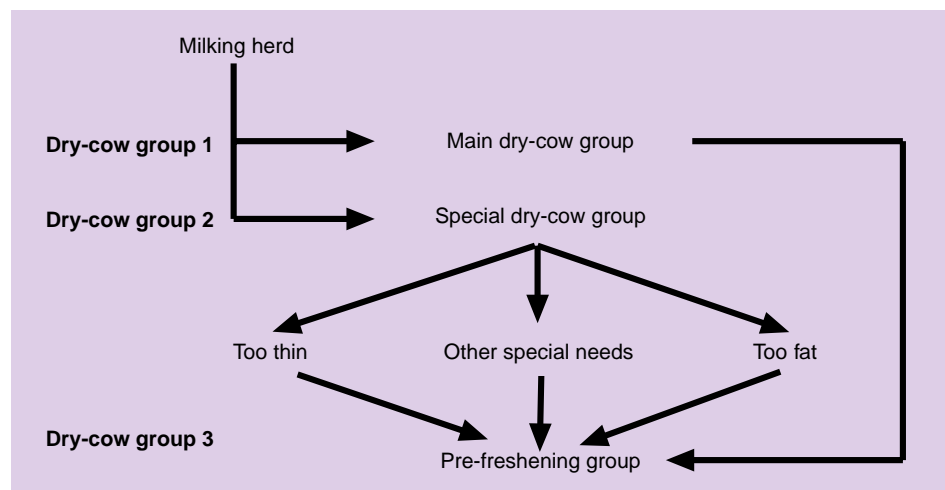 Milking herd
Dry-cow group 1
Main dry-cow group
Dry-cow group 2
Special dry-cow group
Too thin
Other special needs
Too fat
Dry-cow group 3
Pre-freshening group